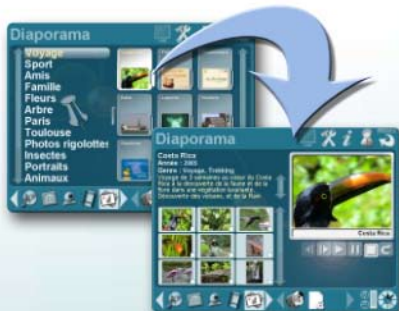 Diaporama
Voyage
Sport
Amis
Famille
Fleurs
Arbre
Paris
Toulouse
Photos rigolottes
Insectes
Portraits
Animaux
Diaporama
Costa Rica
Année : 2005
Genre : Voyage, Trekking
Voyage de 3 semaines au coeur du Costa
Rica à la découverte de la faune et de la
flore dans une végétation luxuriante.
Découverte des volcans, et de la Rain
Costa Rica